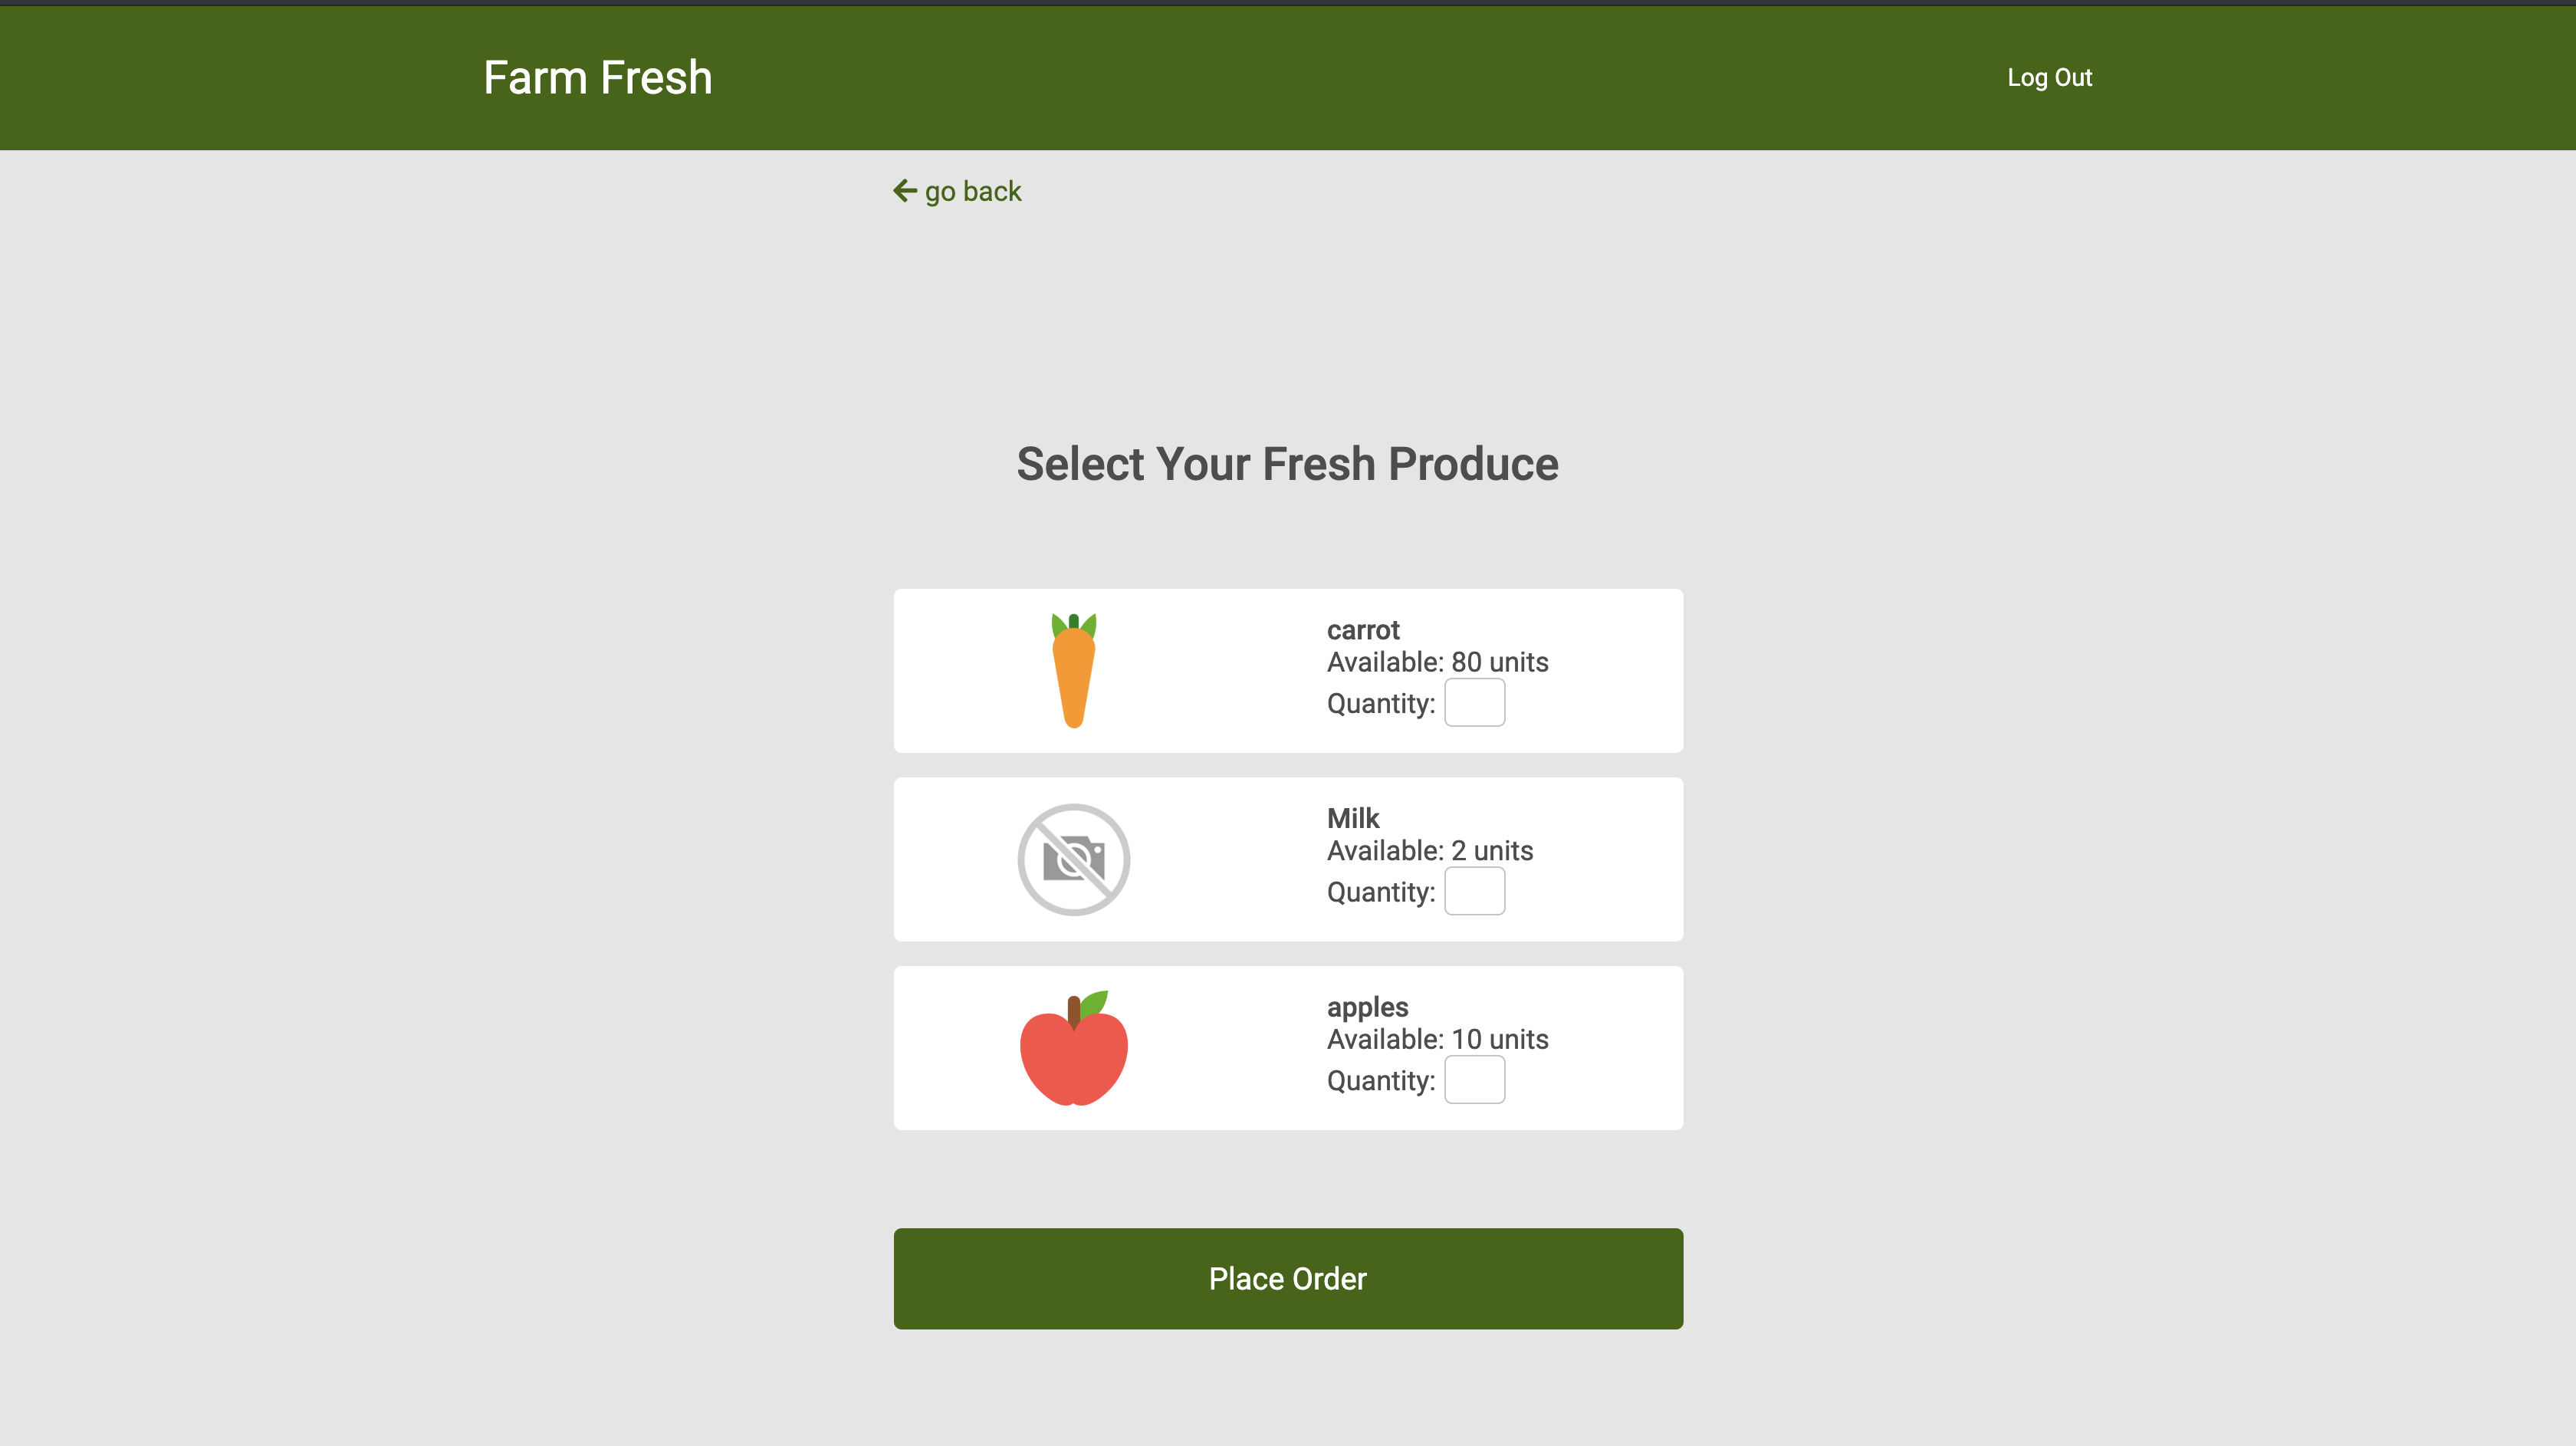 Farm Fresh
Log Out
go back
Select Your Fresh Produce
carrot
Available: 80 units
Quantity:
Milk
Available: 2 units
Quantity:
apples
Available: 10 units
Quantity:
Place Order